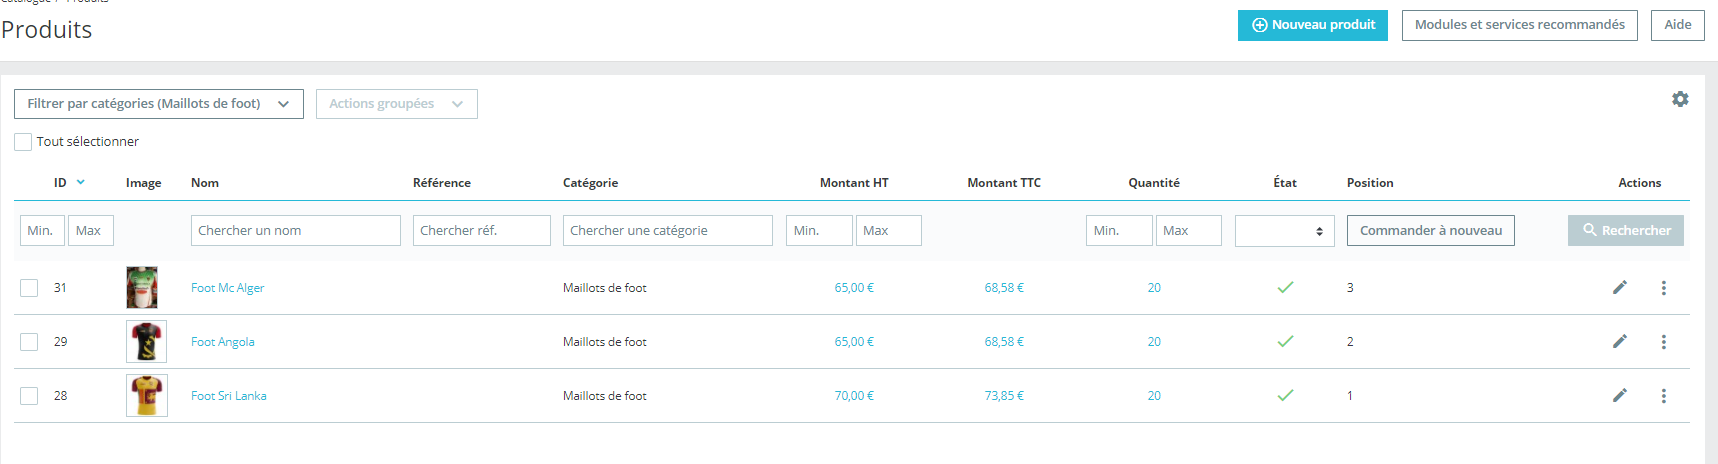 Catalogue / Produits
Produits
Nouveau produit
Modules et services recommandés
Aide
Filtrer par catégories (Maillots de foot)
Actions groupées
Tout sélectionner
ID Image Nom Référence Catégorie Montant HT Montant TTC Quantité État Position Actions
Min. Max Chercher un nom Chercher réf. Chercher une catégorie Min. Max Min. Max Commander à nouveau Rechercher
31 Foot Mc Alger Maillots de foot 65,00 € 68,58 € 20 3
29 Foot Angola Maillots de foot 65,00 € 68,58 € 20 2
28 Foot Sri Lanka Maillots de foot 70,00 € 73,85 € 20 1